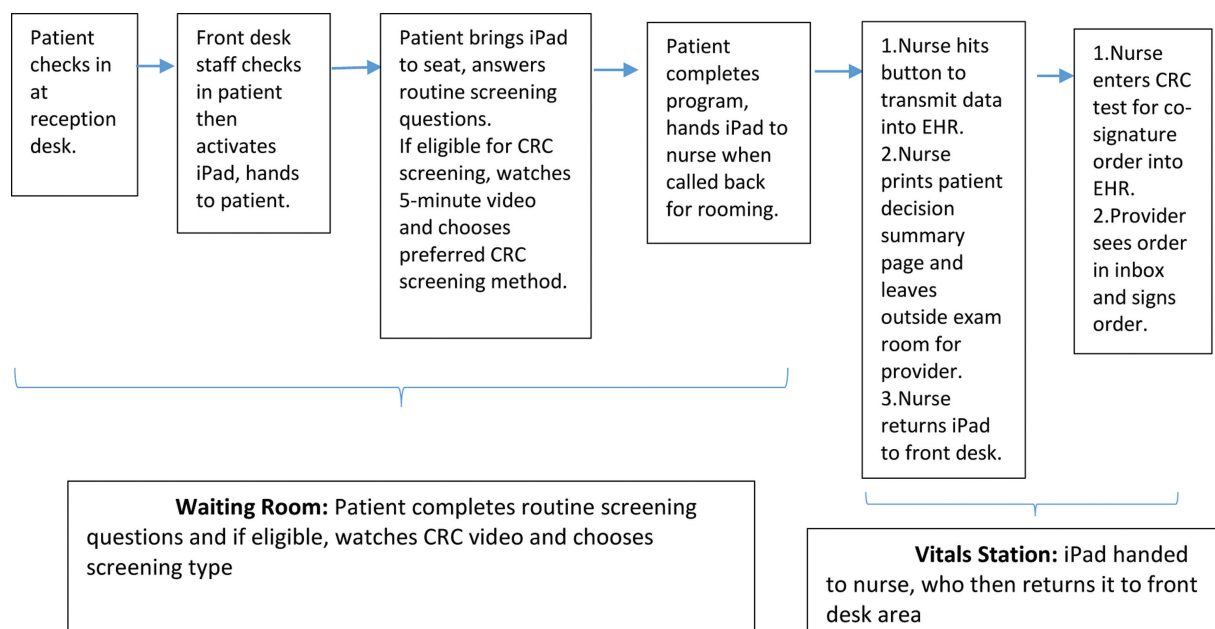 Patient
checks in
at
reception
desk.
Front desk
staff checks
in patient
then
activates
iPad, hands
to patient.
Patient brings iPad
to seat, answers
routine screening
questions.
If eligible for CRC
screening, watches
5-minute video
and chooses
preferred CRC
screening method.
Patient
completes
program,
hands iPad to
nurse when
called back
for rooming.
1.Nurse hits
button to
transmit data
into EHR.
2.Nurse
prints patient
decision
summary
page and
leaves
outside exam
room for
provider.
3.Nurse
returns iPad
to front desk.
1.Nurse
enters CRC
test for co-
signature
order into
EHR.
2.Provider
sees order
in inbox
and signs
order.
Waiting Room: Patient completes routine screening
questions and if eligible, watches CRC video and chooses
screening type
Vitals Station: iPad handed
to nurse, who then returns it to front
desk area